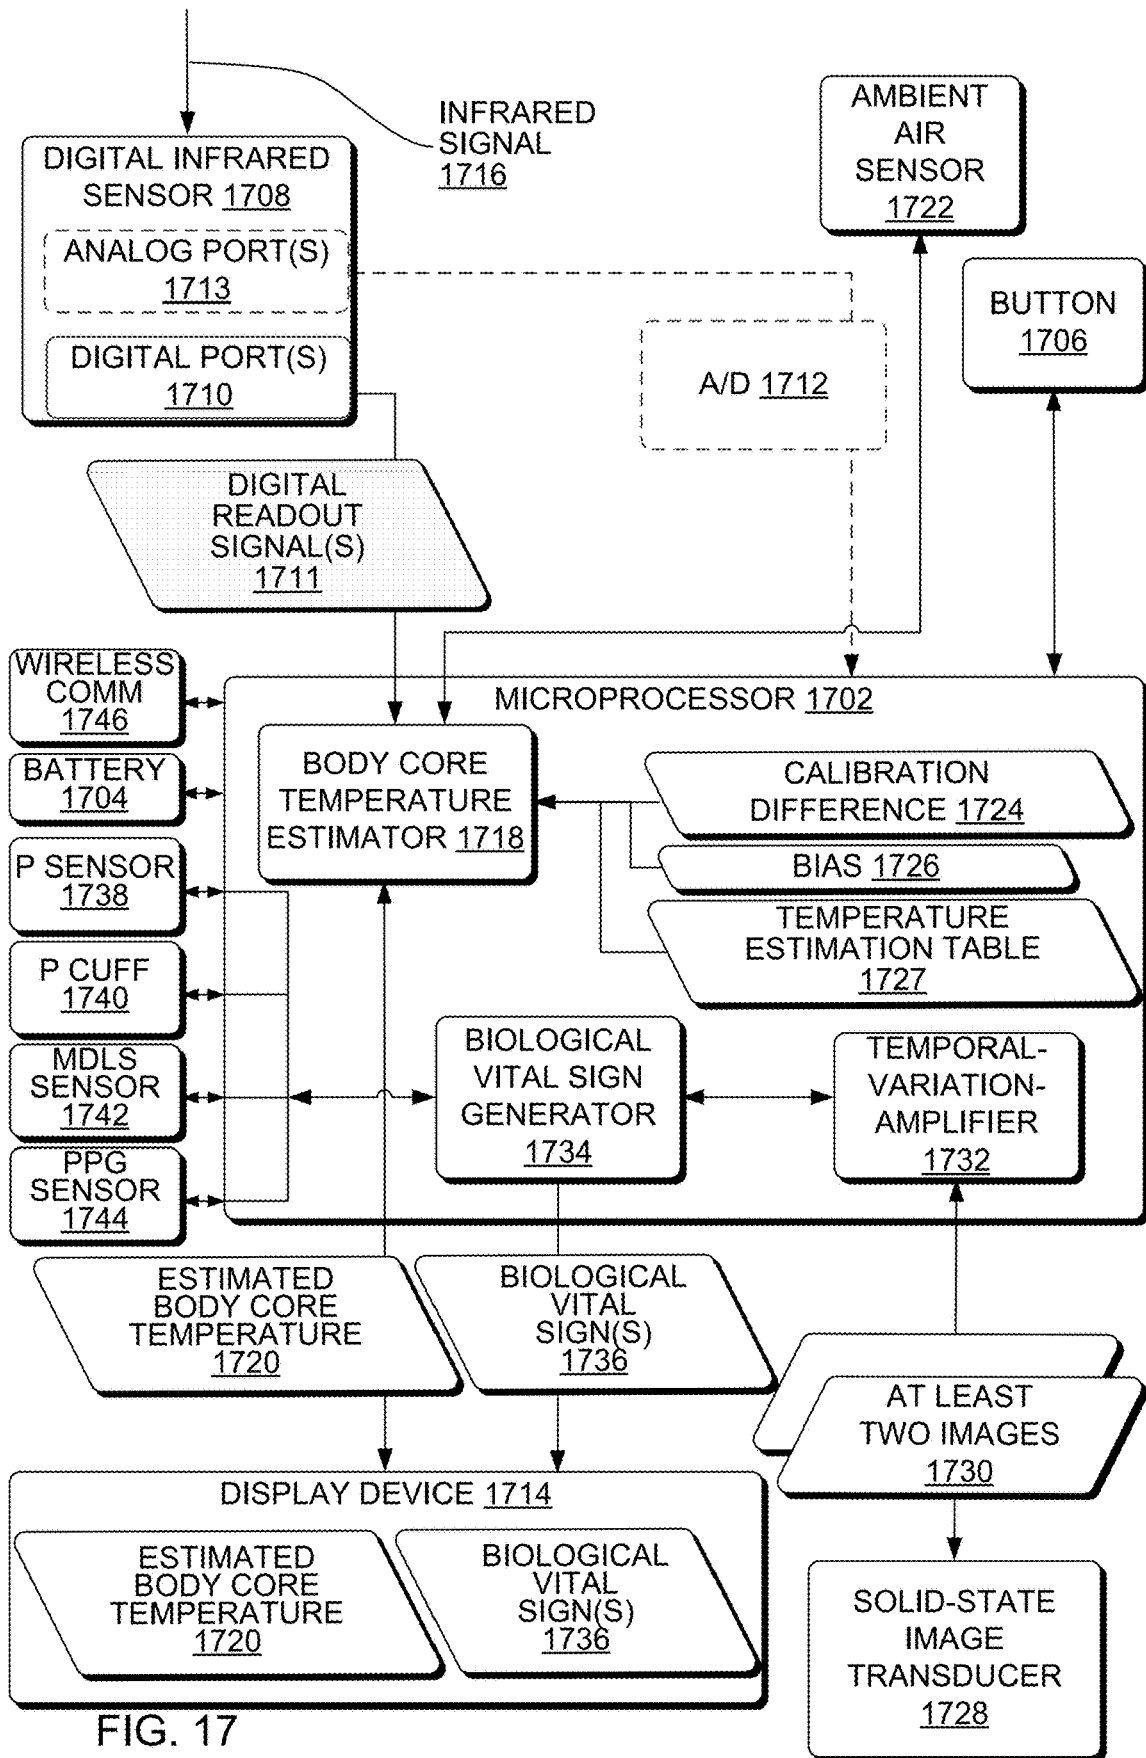 INFRARED
SIGNAL
1716
DIGITAL INFRARED
SENSOR 1708
ANALOG PORT(S)
1713
DIGITAL PORT(S)
1710
AMBIENT
AIR
SENSOR
1722
BUTTON
1706
A/D 1712
DIGITAL
READOUT
SIGNAL(S)
1711
WIRELESS
COMM
1746
BATTERY
1704
P SENSOR
1738
P CUFF
1740
MDLS
SENSOR
1742
PPG
SENSOR
1744
MICROPROCESSOR 1702
BODY CORE
TEMPERATURE
ESTIMATOR 1718
CALIBRATION
DIFFERENCE 1724
BIAS 1726
TEMPERATURE
ESTIMATION TABLE
1727
BIOLOGICAL
VITAL SIGN
GENERATOR
1734
TEMPORAL-
VARIATION-
AMPLIFIER
1732
ESTIMATED
BODY CORE
TEMPERATURE
1720
BIOLOGICAL
VITAL
SIGN(S)
1736
AT LEAST
TWO IMAGES
1730
DISPLAY DEVICE 1714
ESTIMATED
BODY CORE
TEMPERATURE
1720
BIOLOGICAL
VITAL
SIGN(S)
1736
SOLID-STATE
IMAGE
TRANSDUCER
1728
FIG. 17